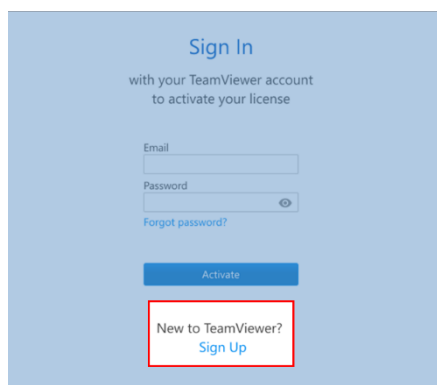 Sign In
with your TeamViewer account
to activate your license
Email
Password
Forgot password?
Activate
New to TeamViewer?
Sign Up